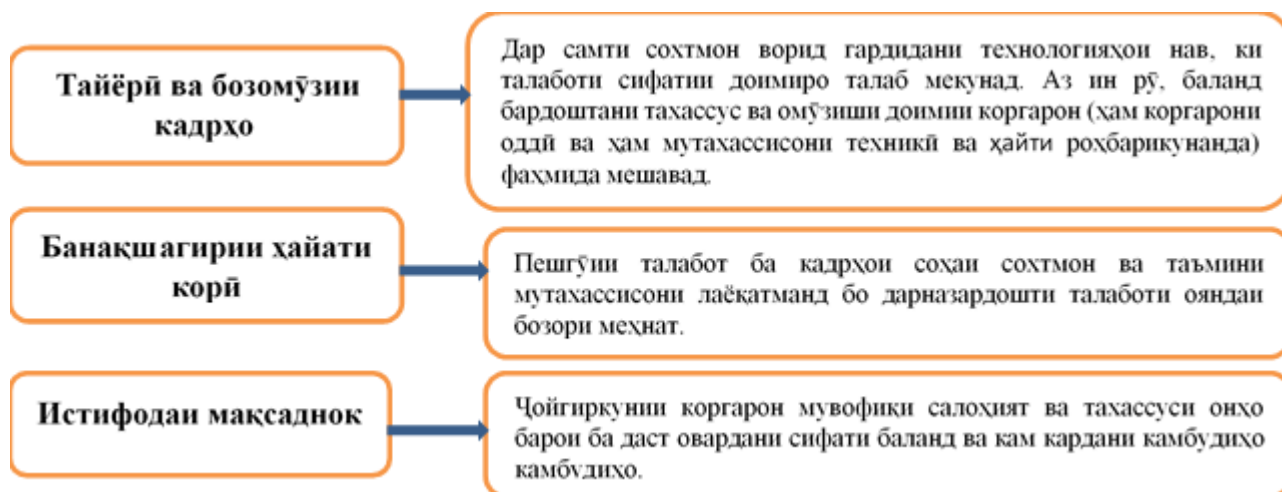 Тайёрӣ ва бозомӯзии
кадрҳо
Дар самти сохтмон ворид гардидани технологияҳои нав, ки
талаботи сифатии доимиро талаб мекунад. Аз ин рӯ, баланд
бардоштани тахассус ва омӯзиши доимии коргарон (ҳам коргарони
оддӣ ва ҳам мутахассисони техникӣ ва ҳайти роҳбарикунанда)
фаҳмида мешавад.
Банақшагирии ҳайати
корӣ
Пешгӯии талабот ба кадрҳои соҳаи сохтмон ва таъмини
мутахассисони лаёқатманд бо дарназардошти талаботи ояндаи
бозори меҳнат.
Истифодаи мақсаднок
Ҷойгиркунии коргарон мувофиқи салоҳият ва тахассуси онҳо
барои ба даст овардани сифати баланд ва кам кардани камбудиҳо
камбудиҳо.